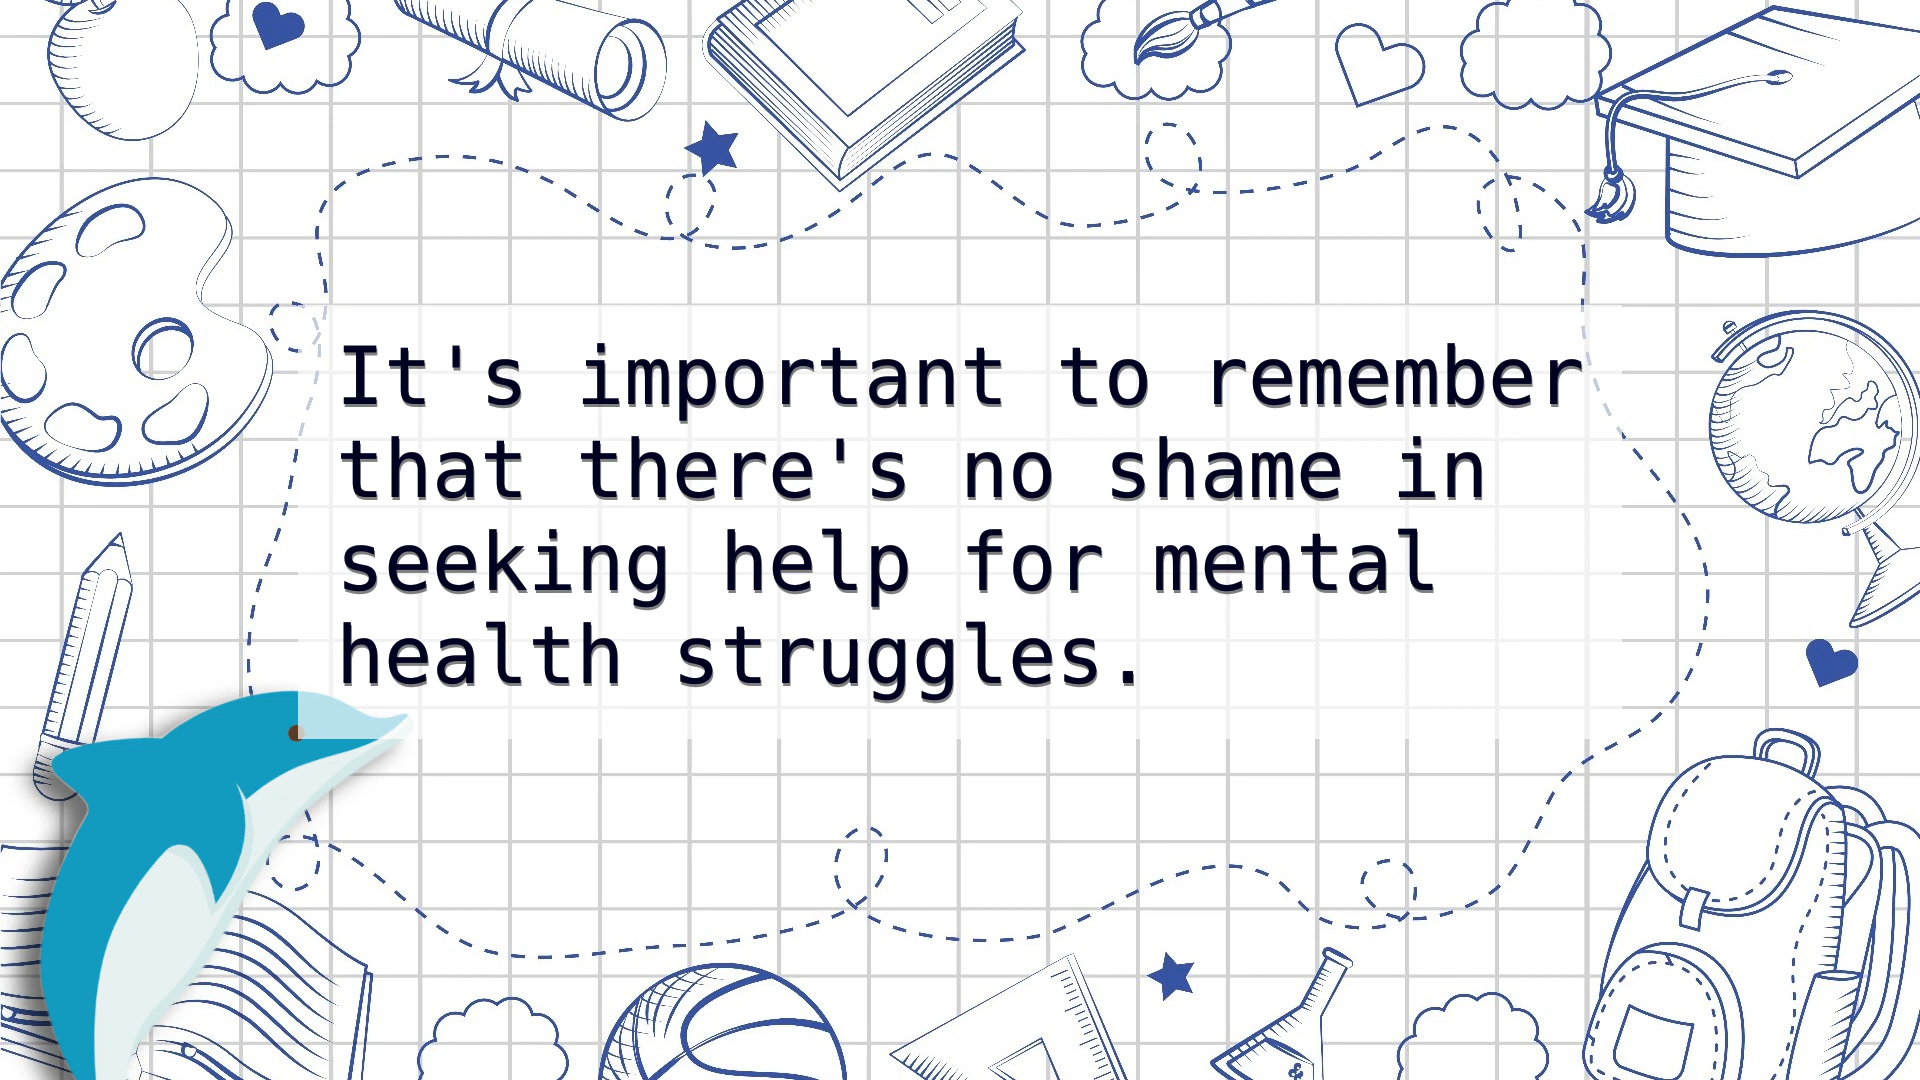 It's important to remember
that there's no shame in
seeking help for mental
health struggles.